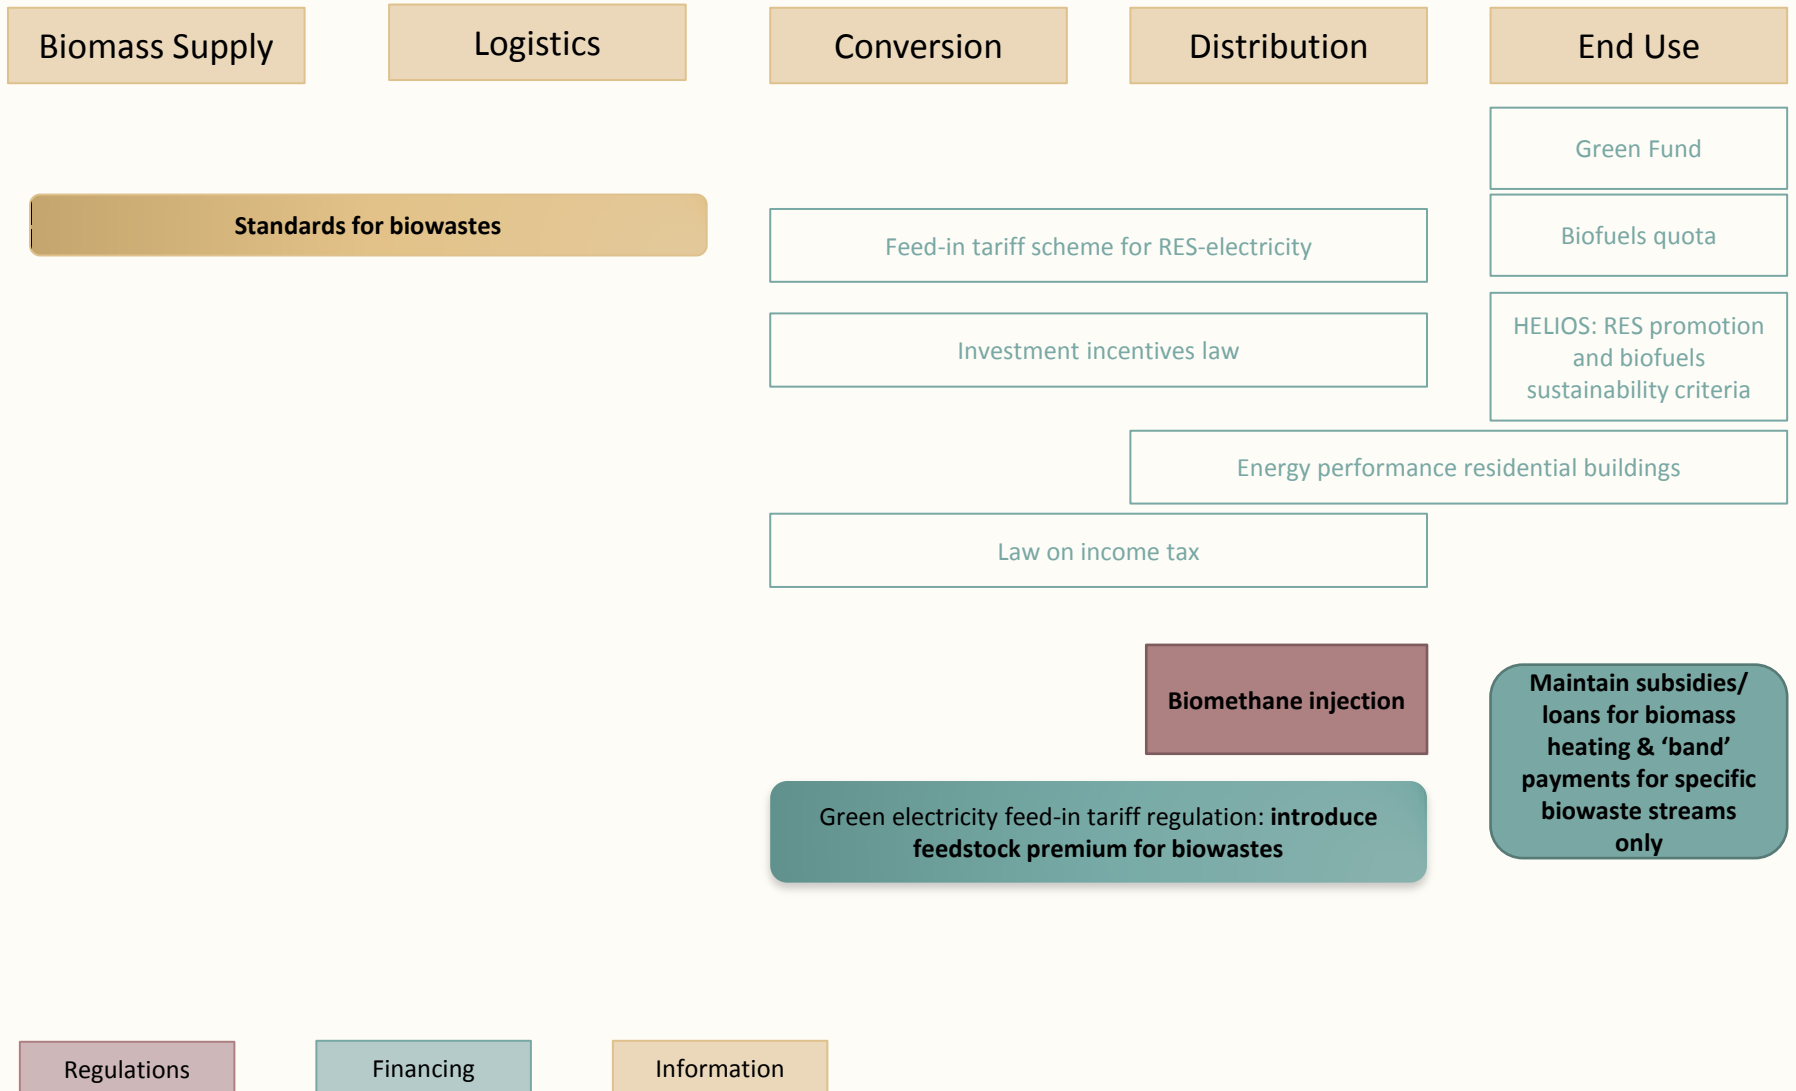 Biomass Supply
Logistics
Conversion
Distribution
End Use
Green Fund
Standards for biowastes
Feed-in tariff scheme for RES-electricity
Biofuels quota
Investment incentives law
HELIOS: RES promotion
and biofuels
sustainability criteria
Energy performance residential buildings
Law on income tax
Biomethane injection
Maintain subsidies/
loans for biomass
heating & ‘band’
payments for specific
biowaste streams
only
Green electricity feed-in tariff regulation: introduce
feedstock premium for biowastes
Regulations
Financing
Information